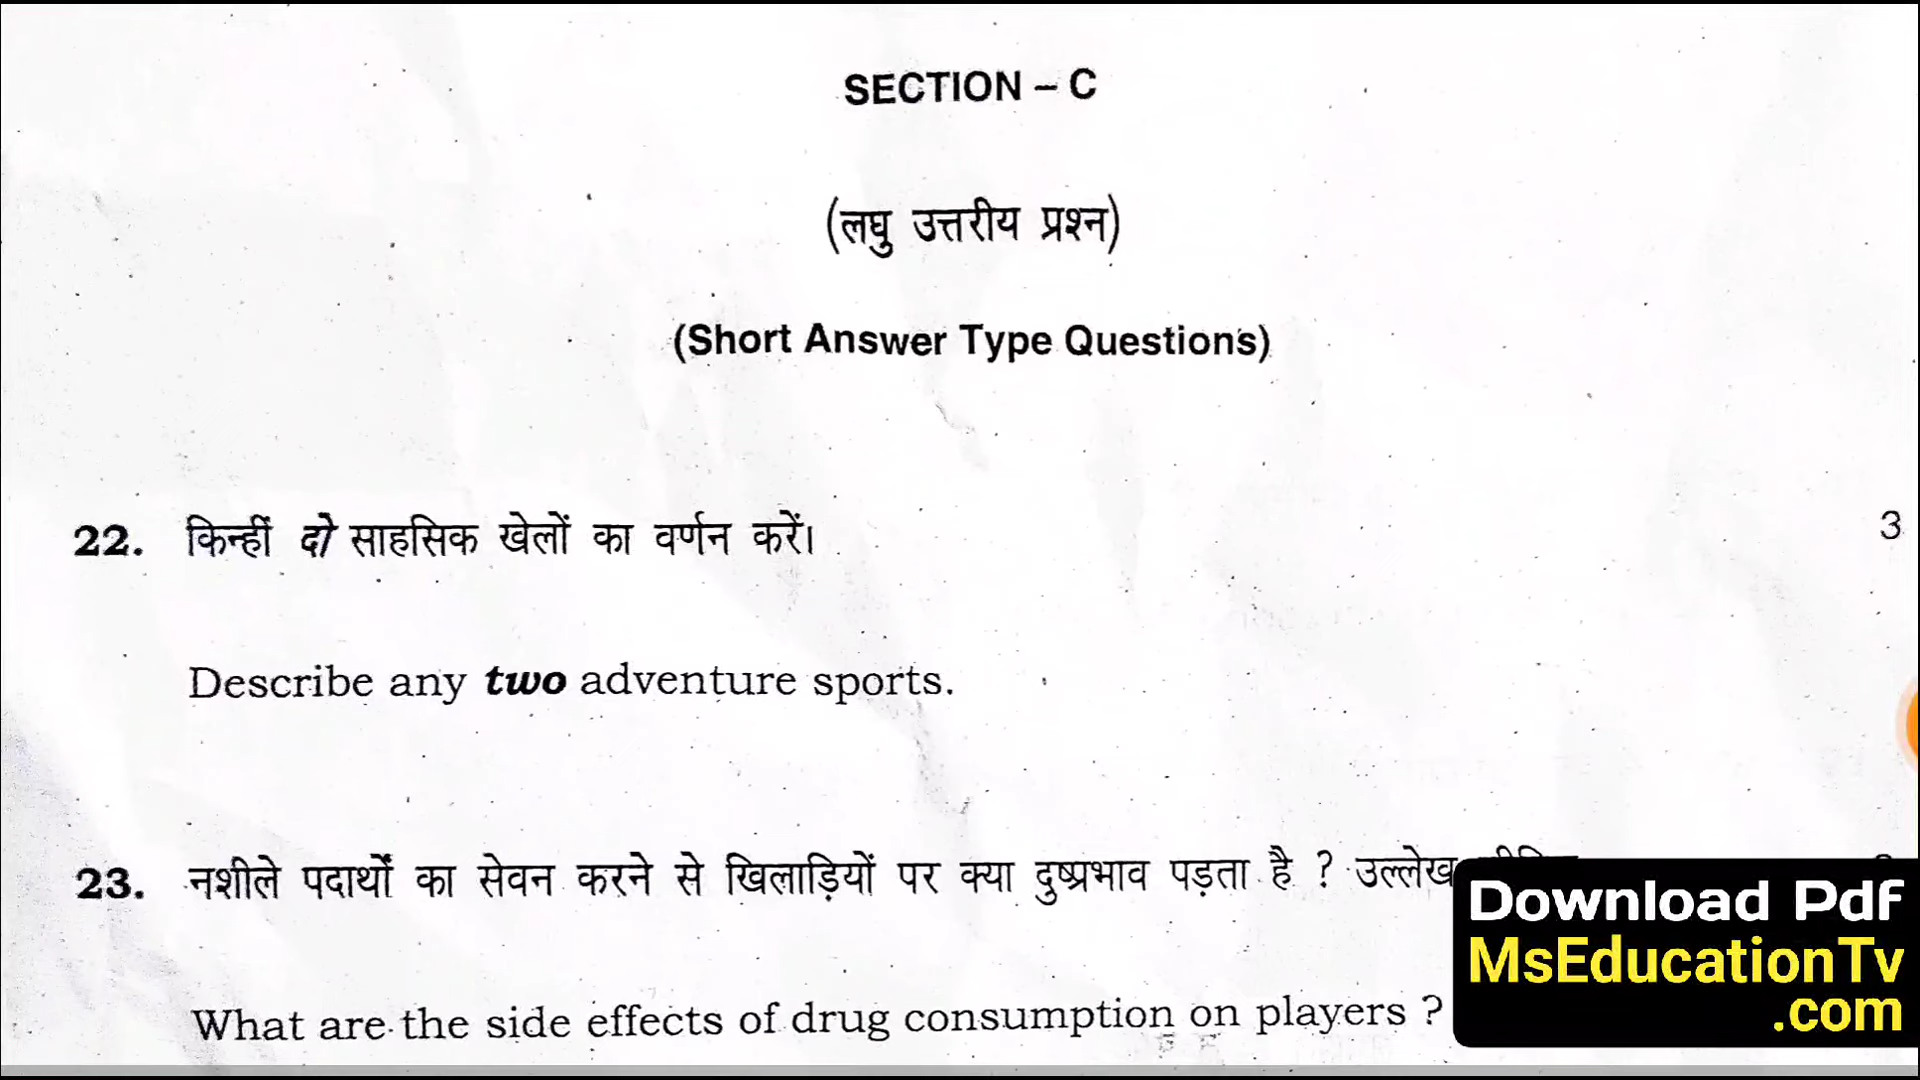 SECTION – C
(लघु उत्तरीय प्रश्न)
(Short Answer Type Questions)
22. किन्हीं दो साहसिक खेलों का वर्णन करें। 3
Describe any two adventure sports.
23. नशीले पदार्थों का सेवन करने से खिलाड़ियों पर क्या दुष्प्रभाव पड़ता है ? उल्लेख
What are the side effects of drug consumption on players ?
Download Pdf
MsEducationTv
.com